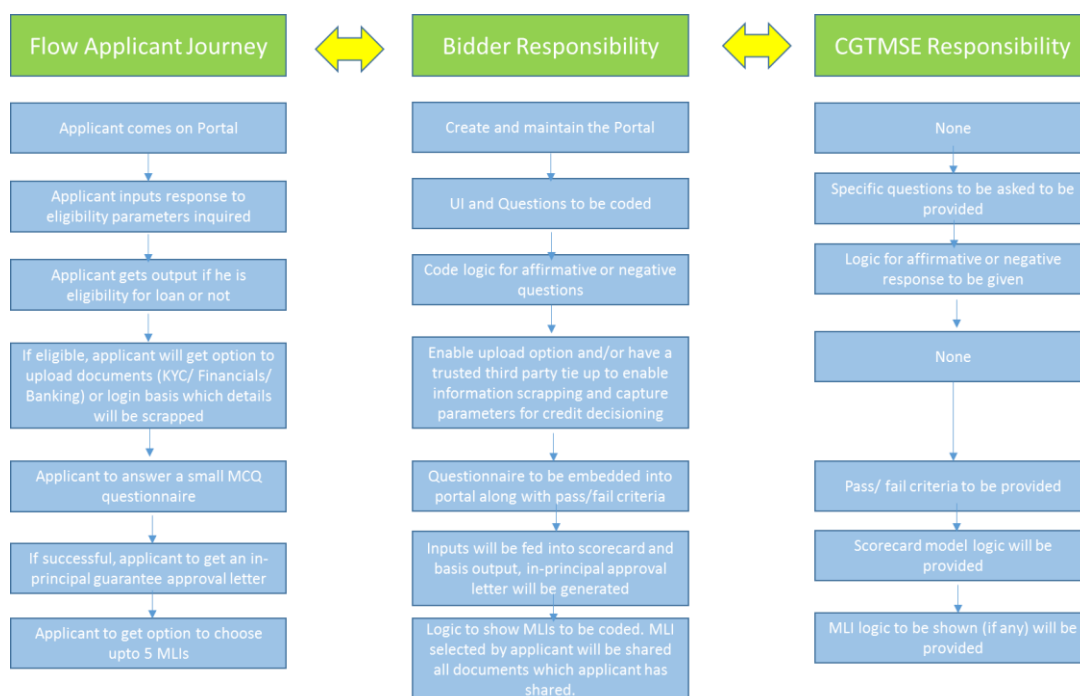 Flow Applicant Journey
Applicant comes on Portal
Applicant inputs response to
eligibility parameters inquired
Applicant gets output if he is
eligibility for loan or not
If eligible, applicant will get option to
upload documents (KYC/ Financials/
Banking) or login basis which details
will be scrapped
Applicant to answer a small MCQ
questionnaire
If successful, applicant to get an in-
principal guarantee approval letter
Applicant to get option to choose
upto 5 MLIs
Bidder Responsibility
Create and maintain the Portal
UI and Questions to be coded
Code logic for affirmative or negative
questions
Enable upload option and/or have a
trusted third party tie up to enable
information scrapping and capture
parameters for credit decisioning
Questionnaire to be embedded into
portal along with pass/fail criteria
Inputs will be fed into scorecard and
basis output, in-principal approval
letter will be generated
Logic to show MLIs to be coded. MLI
selected by applicant will be shared
all documents which applicant has
shared.
CGTMSE Responsibility
None
Specific questions to be asked to be
provided
Logic for affirmative or negative
response to be given
None
Pass/ fail criteria to be provided
Scorecard model logic will be
provided
MLI logic to be shown (if any) will be
provided